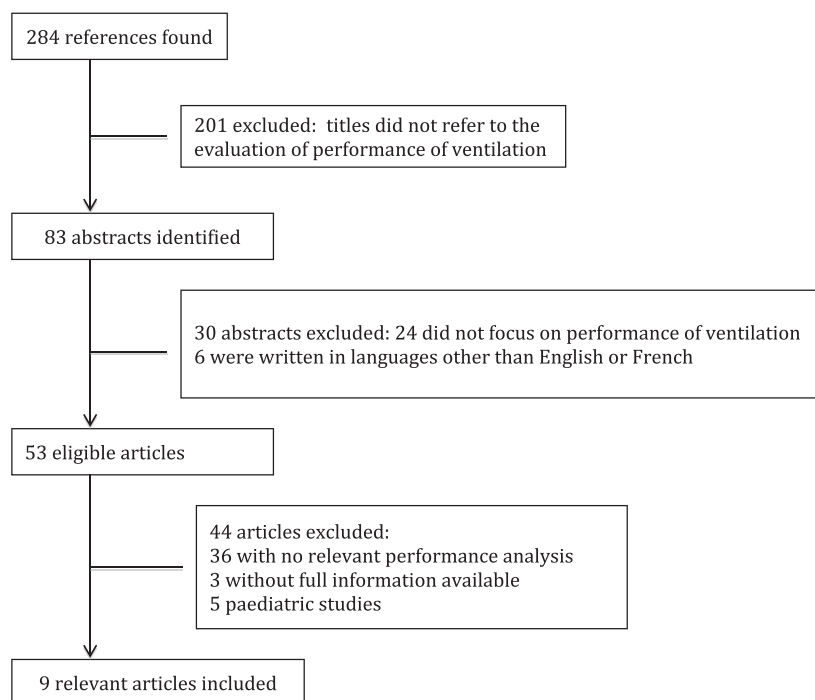 284 references found
201 excluded: titles did not refer to the
evaluation of performance of ventilation
83 abstracts identified
30 abstracts excluded: 24 did not focus on performance of ventilation
6 were written in languages other than English or French
53 eligible articles
44 articles excluded:
36 with no relevant performance analysis
3 without full information available
5 paediatric studies
9 relevant articles included